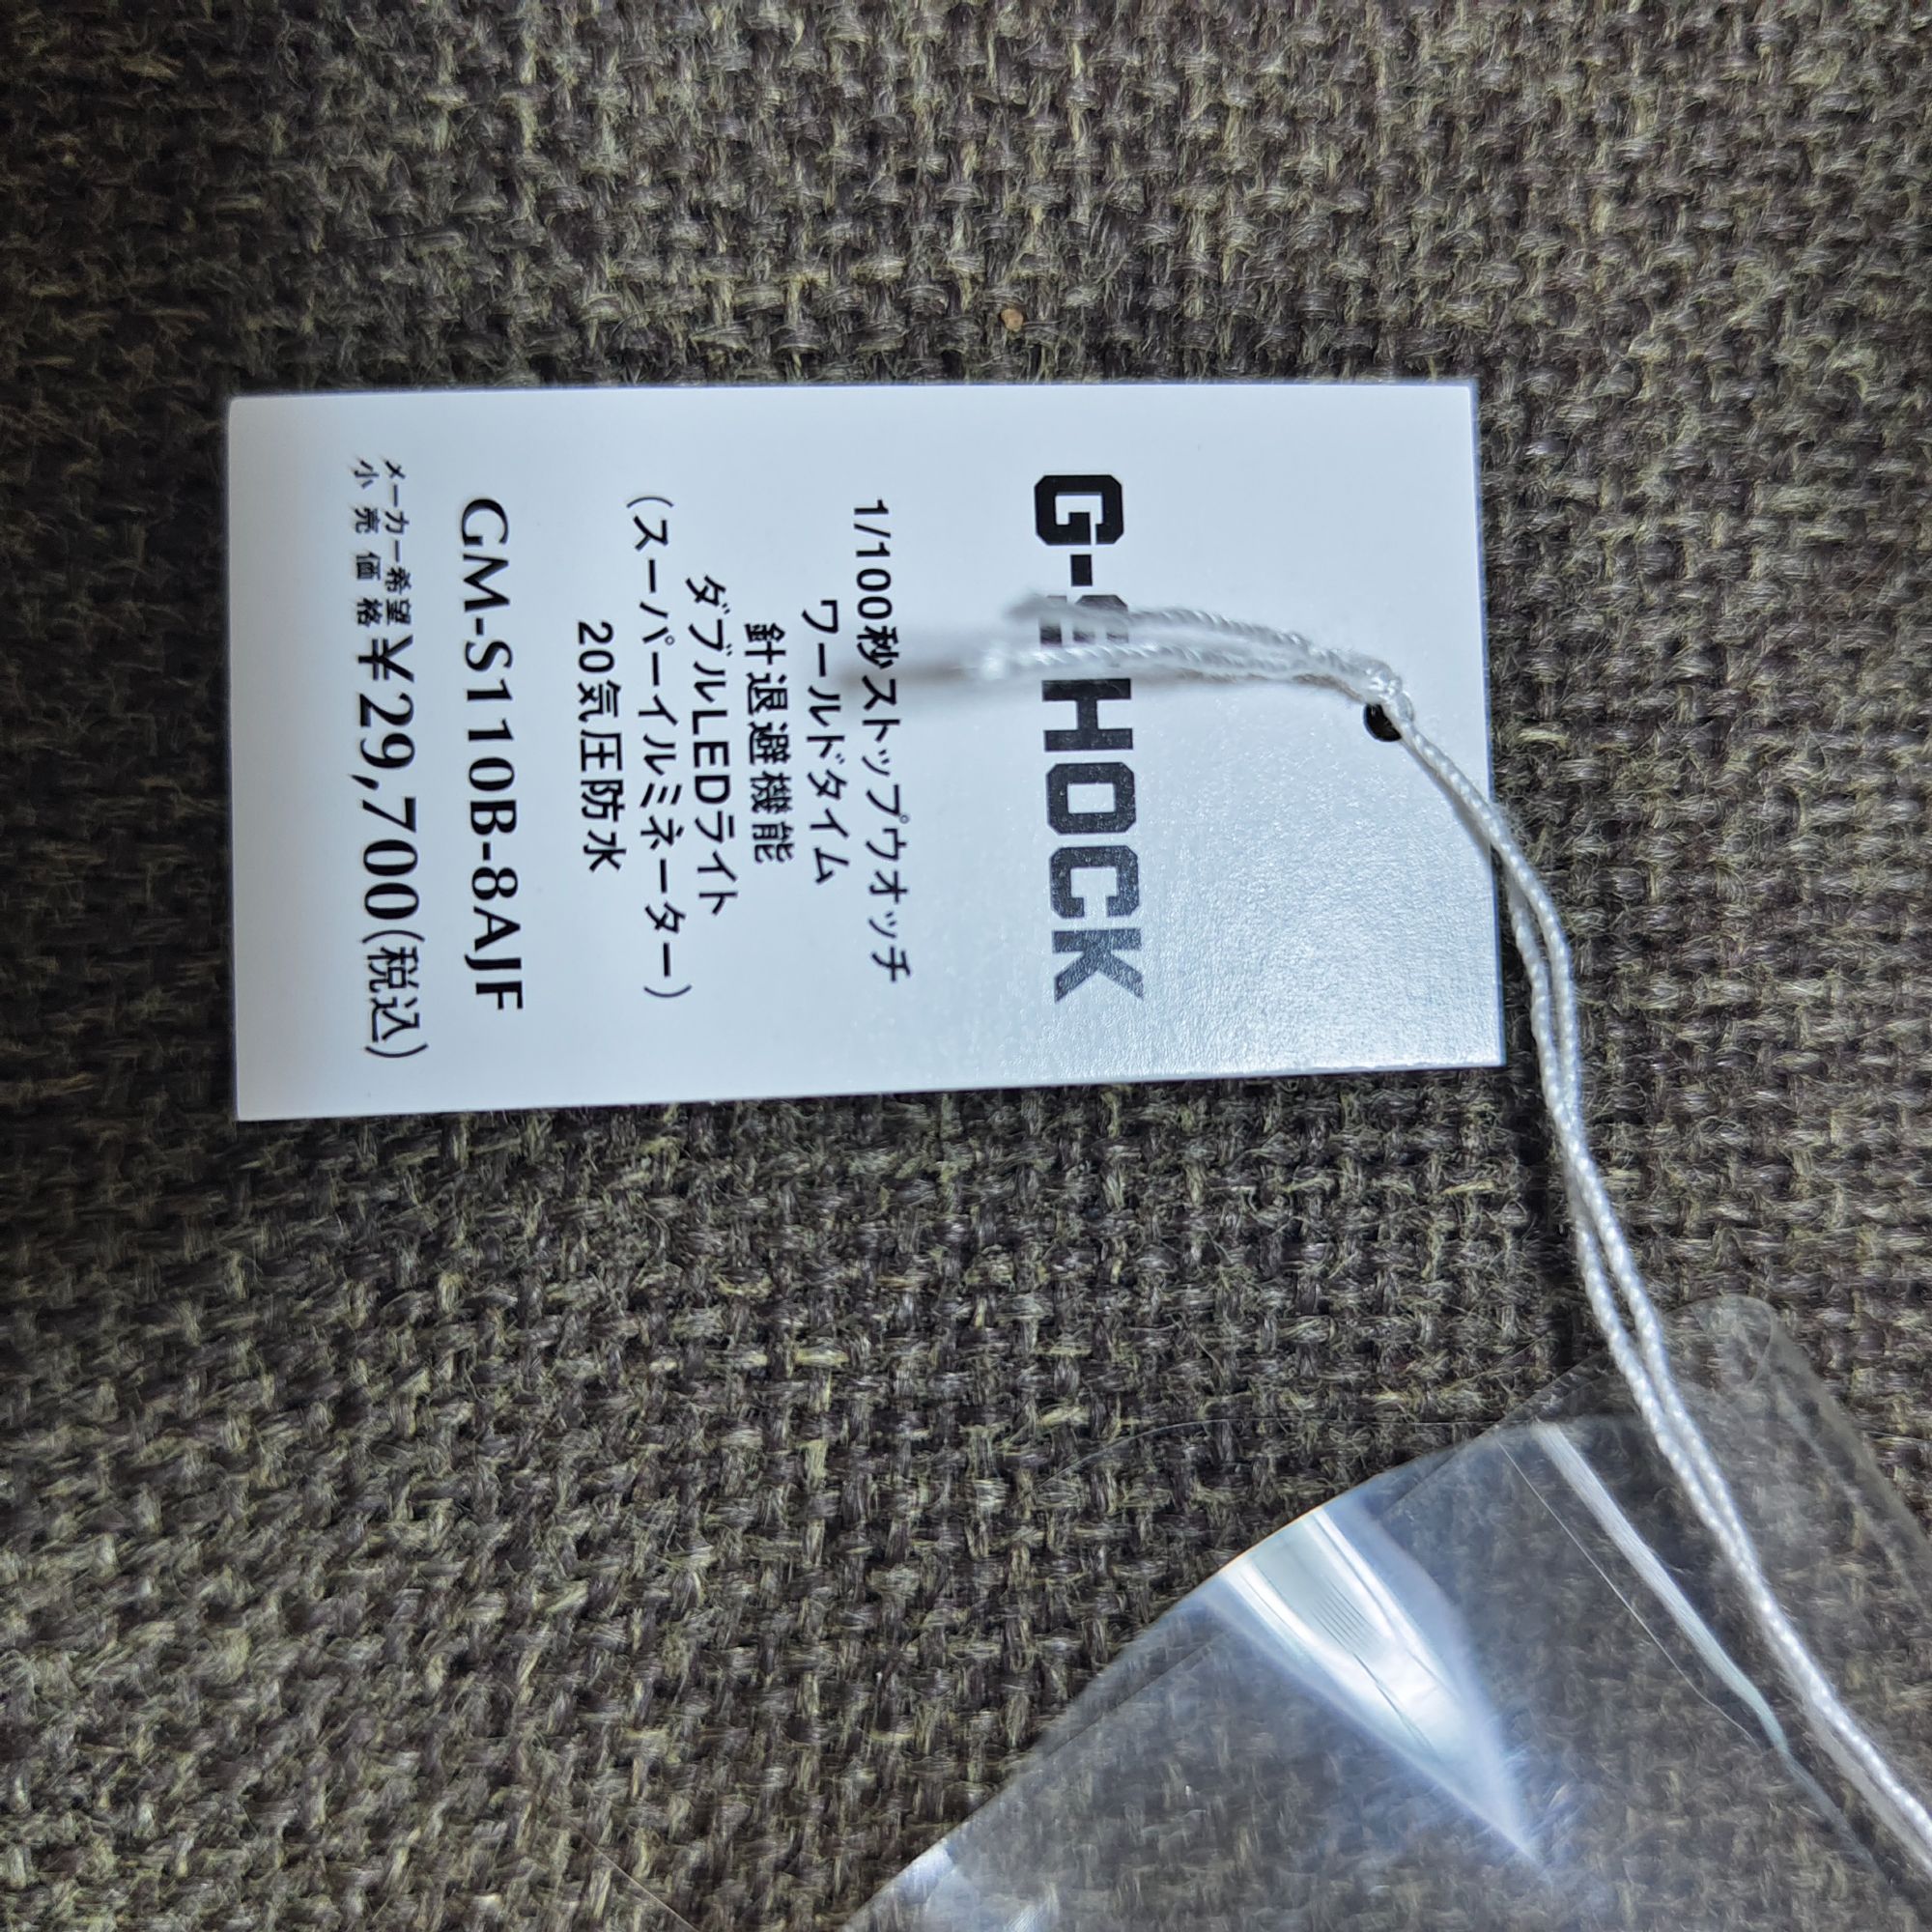 G-SHOCK
1/100秒ストップウオッチ
ワールドタイム
針退避機能
ダブルLEDライト
(スーパーイルミネーター)
20気圧防水
GM-S110B-8AJF
メーカー希望
小売価格
¥29,700(税込)